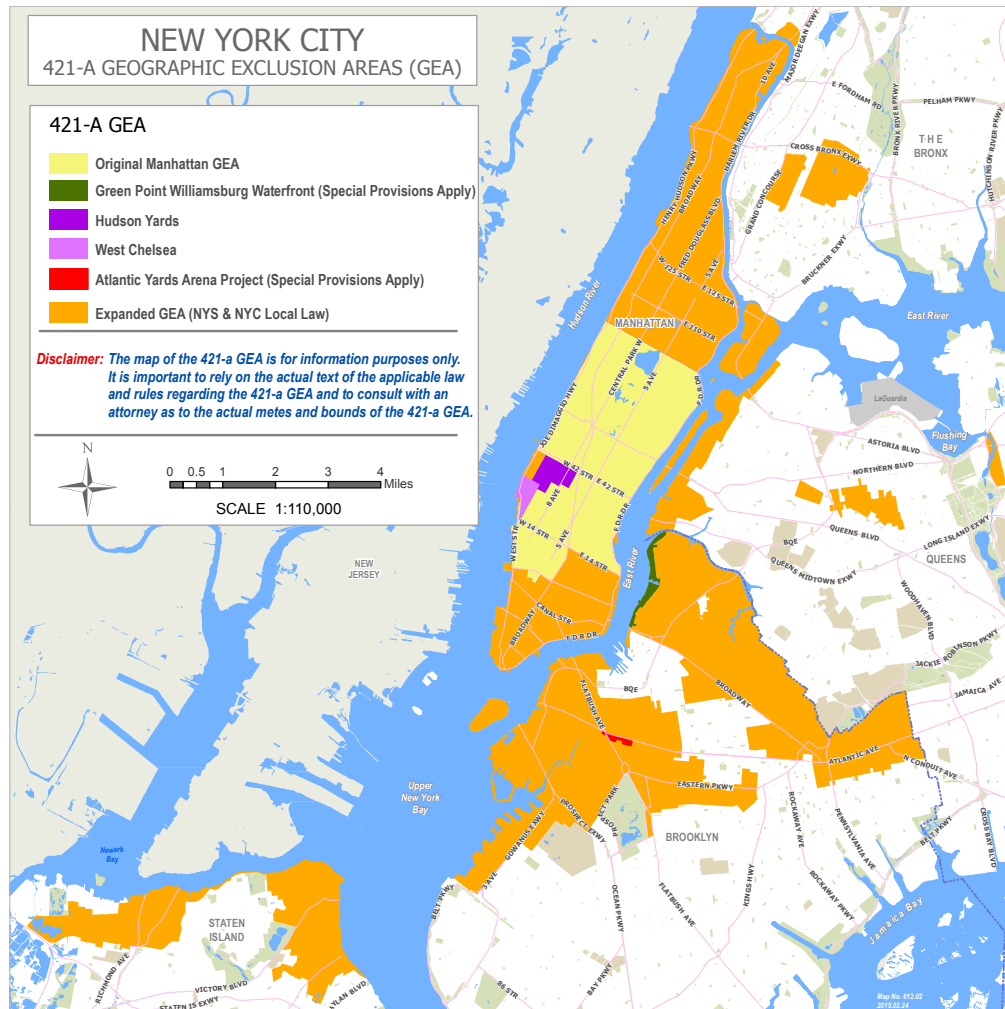 NEW YORK CITY
421-A GEOGRAPHIC EXCLUSION AREAS (GEA)
421-A GEA
Original Manhattan GEA
Green Point Williamsburg Waterfront (Special Provisions Apply)
Hudson Yards
West Chelsea
Atlantic Yards Arena Project (Special Provisions Apply)
Expanded GEA (NYS & NYC Local Law)
Disclaimer: The map of the 421-a GEA is for information purposes only.
It is important to rely on the actual text of the applicable law
and rules regarding the 421-a GEA and to consult with an
attorney as to the actual metes and bounds of the 421-a GEA.
N
0 0.5 1 2 3 4
Miles
SCALE 1:110,000
MAJOR DEEGAN EXWY
10 AVE
E FORDHAM RD
BRONX RIVER PKWY
PELHAM PKWY
HUTCHINSON RIVER PKWY
THE
BRONX
HARLEM RIVER DR
CROSS BRONX EXWY
GRAND CONCOURSE
HENRY HUDSON PKWY
BROADWAY
FRED DOUGLASS BLVD
5 AVE
W 125 STR
E 125 STR
BRUCKNER EXWY
Hudson River
East River
MANHATTAN
E 110 STR
CENTRAL PARK W
5 AVE
F D R DR
JOE DIMAGGIO HWY
LaGuardia
Flushing
Bay
ASTORIA BLVD
NORTHERN BLVD
W 42 STR
E 42 STR
8 AVE
5 AVE
F D R DR
W 14 STR
E 14 STR
WEST STR
LONG ISLAND EXWY
QUEENS BLVD
BQE
QUEENS MIDTOWN EXWY
QUEENS
WOODHAVEN BLVD
NEW
JERSEY
East River
CANAL STR
BROADWAY
F D R DR
JACKIE ROBINSON PKWY
JAMAICA AVE
BQE
FLATBUSH AVE
BROADWAY
ATLANTIC AVE
N CONDUIT AVE
EASTERN PKWY
Upper
New York
Bay
PROSPECT PARK
PROSPECT EXWY
GOWANUS EXWY
3 AVE
BROOKLYN
ROCKAWAY AVE
PENNSYLVANIA AVE
BELT PKWY
CROSS BAY BLVD
Newark
Bay
BELT PKWY
OCEAN PKWY
FLATBUSH AVE
KINGS HWY
ROCKAWAY PKWY
Jamaica Bay
STATEN
ISLAND
RICHMOND AVE
VICTORY BLVD
STATEN IS EXWY
YLAN BLVD
86 STR
BAY PKWY
Map No. 612.02
2015.02.24